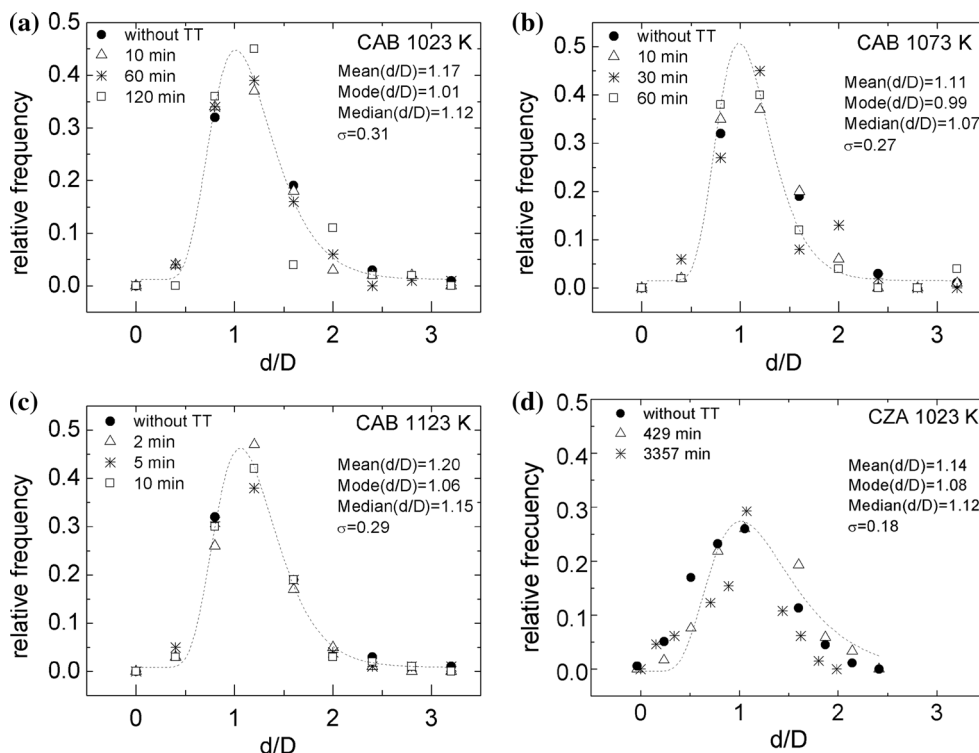 (a)
0.5
without TT
CAB 1023 K
10 min
60 min
120 min
Mean(d/D)=1.17
Mode(d/D)=1.01
Median(d/D)=1.12
σ=0.31
0.4
0.3
0.2
0.1
0.0
relative frequency
0 1 2 3
d/D
(b)
without TT
CAB 1073 K
10 min
30 min
60 min
Mean(d/D)=1.11
Mode(d/D)=0.99
Median(d/D)=1.07
σ=0.27
0.5
0.4
0.3
0.2
0.1
0.0
relative frequency
0 1 2 3
d/D
(c)
without TT
CAB 1123 K
2 min
5 min
10 min
Mean(d/D)=1.20
Mode(d/D)=1.06
Median(d/D)=1.15
σ=0.29
0.5
0.4
0.3
0.2
0.1
0.0
relative frequency
0 1 2 3
d/D
(d)
0.5
without TT
CZA 1023 K
429 min
3357 min
Mean(d/D)=1.14
Mode(d/D)=1.08
Median(d/D)=1.12
σ=0.18
0.4
0.3
0.2
0.1
0.0
relative frecuency
0 1 2 3
d/D